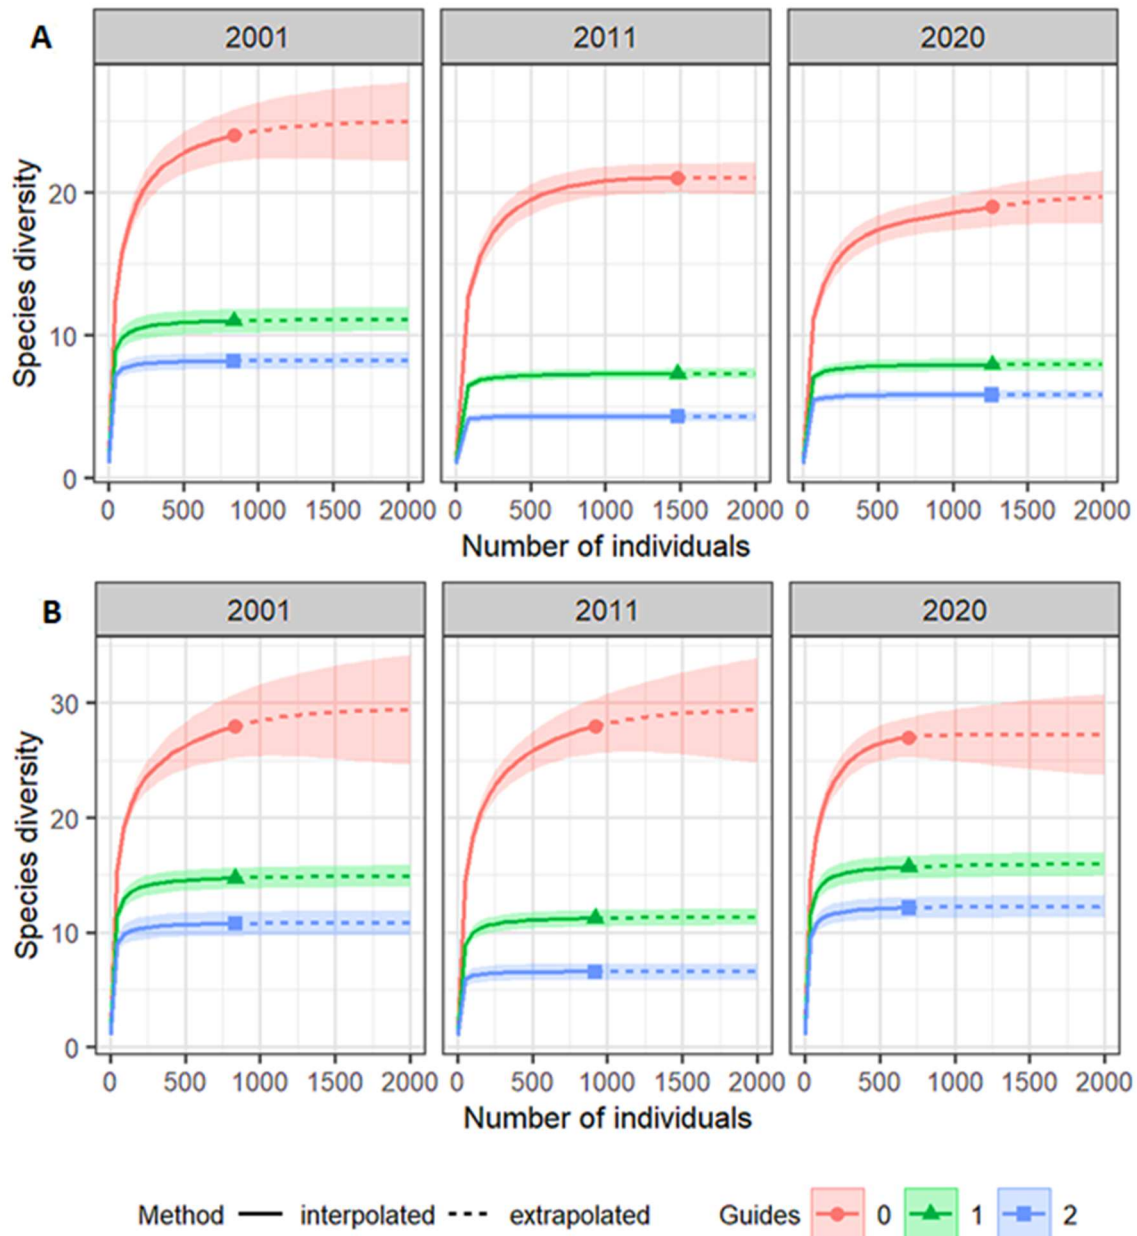 A
2001 2011 2020
Species diversity
20
10
0
0 500 1000 1500 2000 0 500 1000 1500 2000 0 500 1000 1500 2000
Number of individuals
B
2001 2011 2020
Species diversity
30
20
10
0
0 500 1000 1500 2000 0 500 1000 1500 2000 0 500 1000 1500 2000
Number of individuals
Method interpolated extrapolated Guides 0 1 2